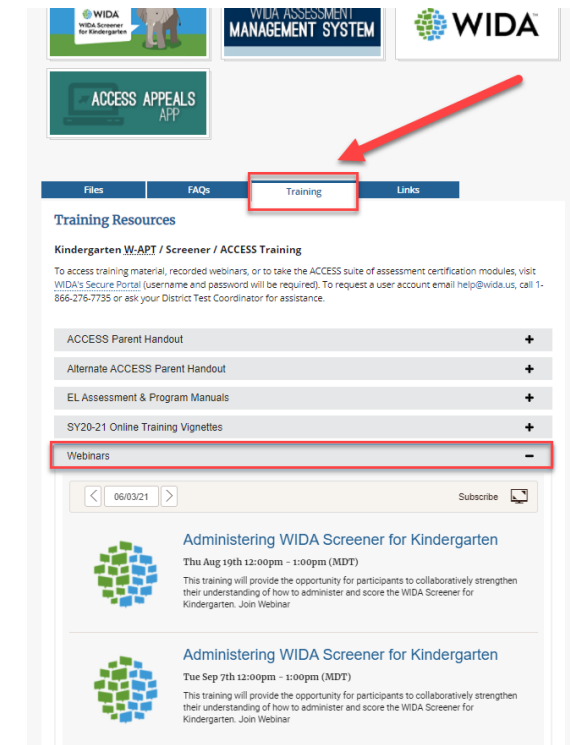 WIDA
WIDA Screener
for Kindergarten
WIDA ASSESSMENT
MANAGEMENT SYSTEM
WIDA
ACCESS APPEALS
APP
Files
FAQs
Training
Links
Training Resources
Kindergarten W-APT / Screener / ACCESS Training
To access training material, recorded webinars, or to take the ACCESS suite of assessment certification modules, visit
WIDA's Secure Portal (username and password will be required). To request a user account email help@wida.us, call 1-
866-276-7735 or ask your District Test Coordinator for assistance.
ACCESS Parent Handout
Alternate ACCESS Parent Handout
EL Assessment & Program Manuals
SY20-21 Online Training Vignettes
Webinars
06/03/21
Subscribe
Administering WIDA Screener for Kindergarten
Thu Aug 19th 12:00pm - 1:00pm (MDT)
This training will provide the opportunity for participants to collaboratively strengthen
their understanding of how to administer and score the WIDA Screener for
Kindergarten. Join Webinar
Administering WIDA Screener for Kindergarten
Tue Sep 7th 12:00pm - 1:00pm (MDT)
This training will provide the opportunity for participants to collaboratively strengthen
their understanding of how to administer and score the WIDA Screener for
Kindergarten. Join Webinar